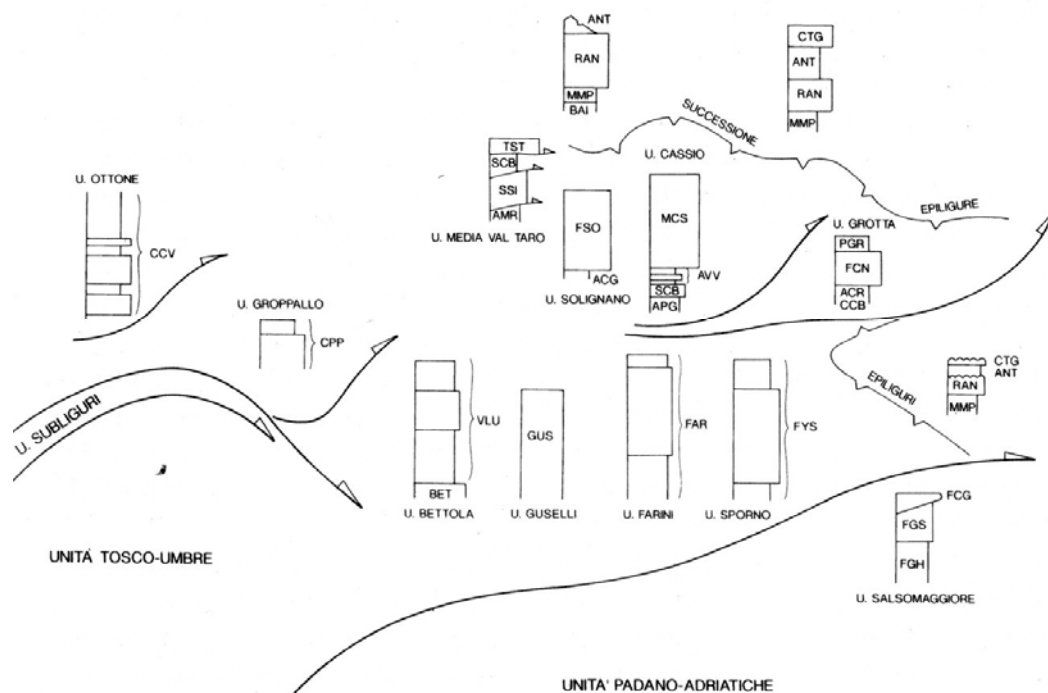 ANT
RAN
MMP
BAI
CTG
ANT
RAN
MMP
SUCCESSIONE
EPILIGURE
TST
SCB
SSI
AMR
U. MEDIA VAL TARO
U. CASSIO
MCS
AVV
SCB
APG
FSO
ACG
U. SOLIGNANO
U. GROTTA
PGR
FCN
ACR
CCB
U. OTTONE
CCV
U. GROPPALLO
CPP
U. SUBLIGURI
VLU
BET
U. BETTOLA
GUS
U. GUSELLI
FAR
U. FARINI
FYS
U. SPORNO
EPILIGURI
CTG
ANT
RAN
MMP
FCG
FGS
FGH
U. SALSOMAGGIORE
UNITÁ TOSCO-UMBRE
UNITA' PADANO-ADRIATICHE